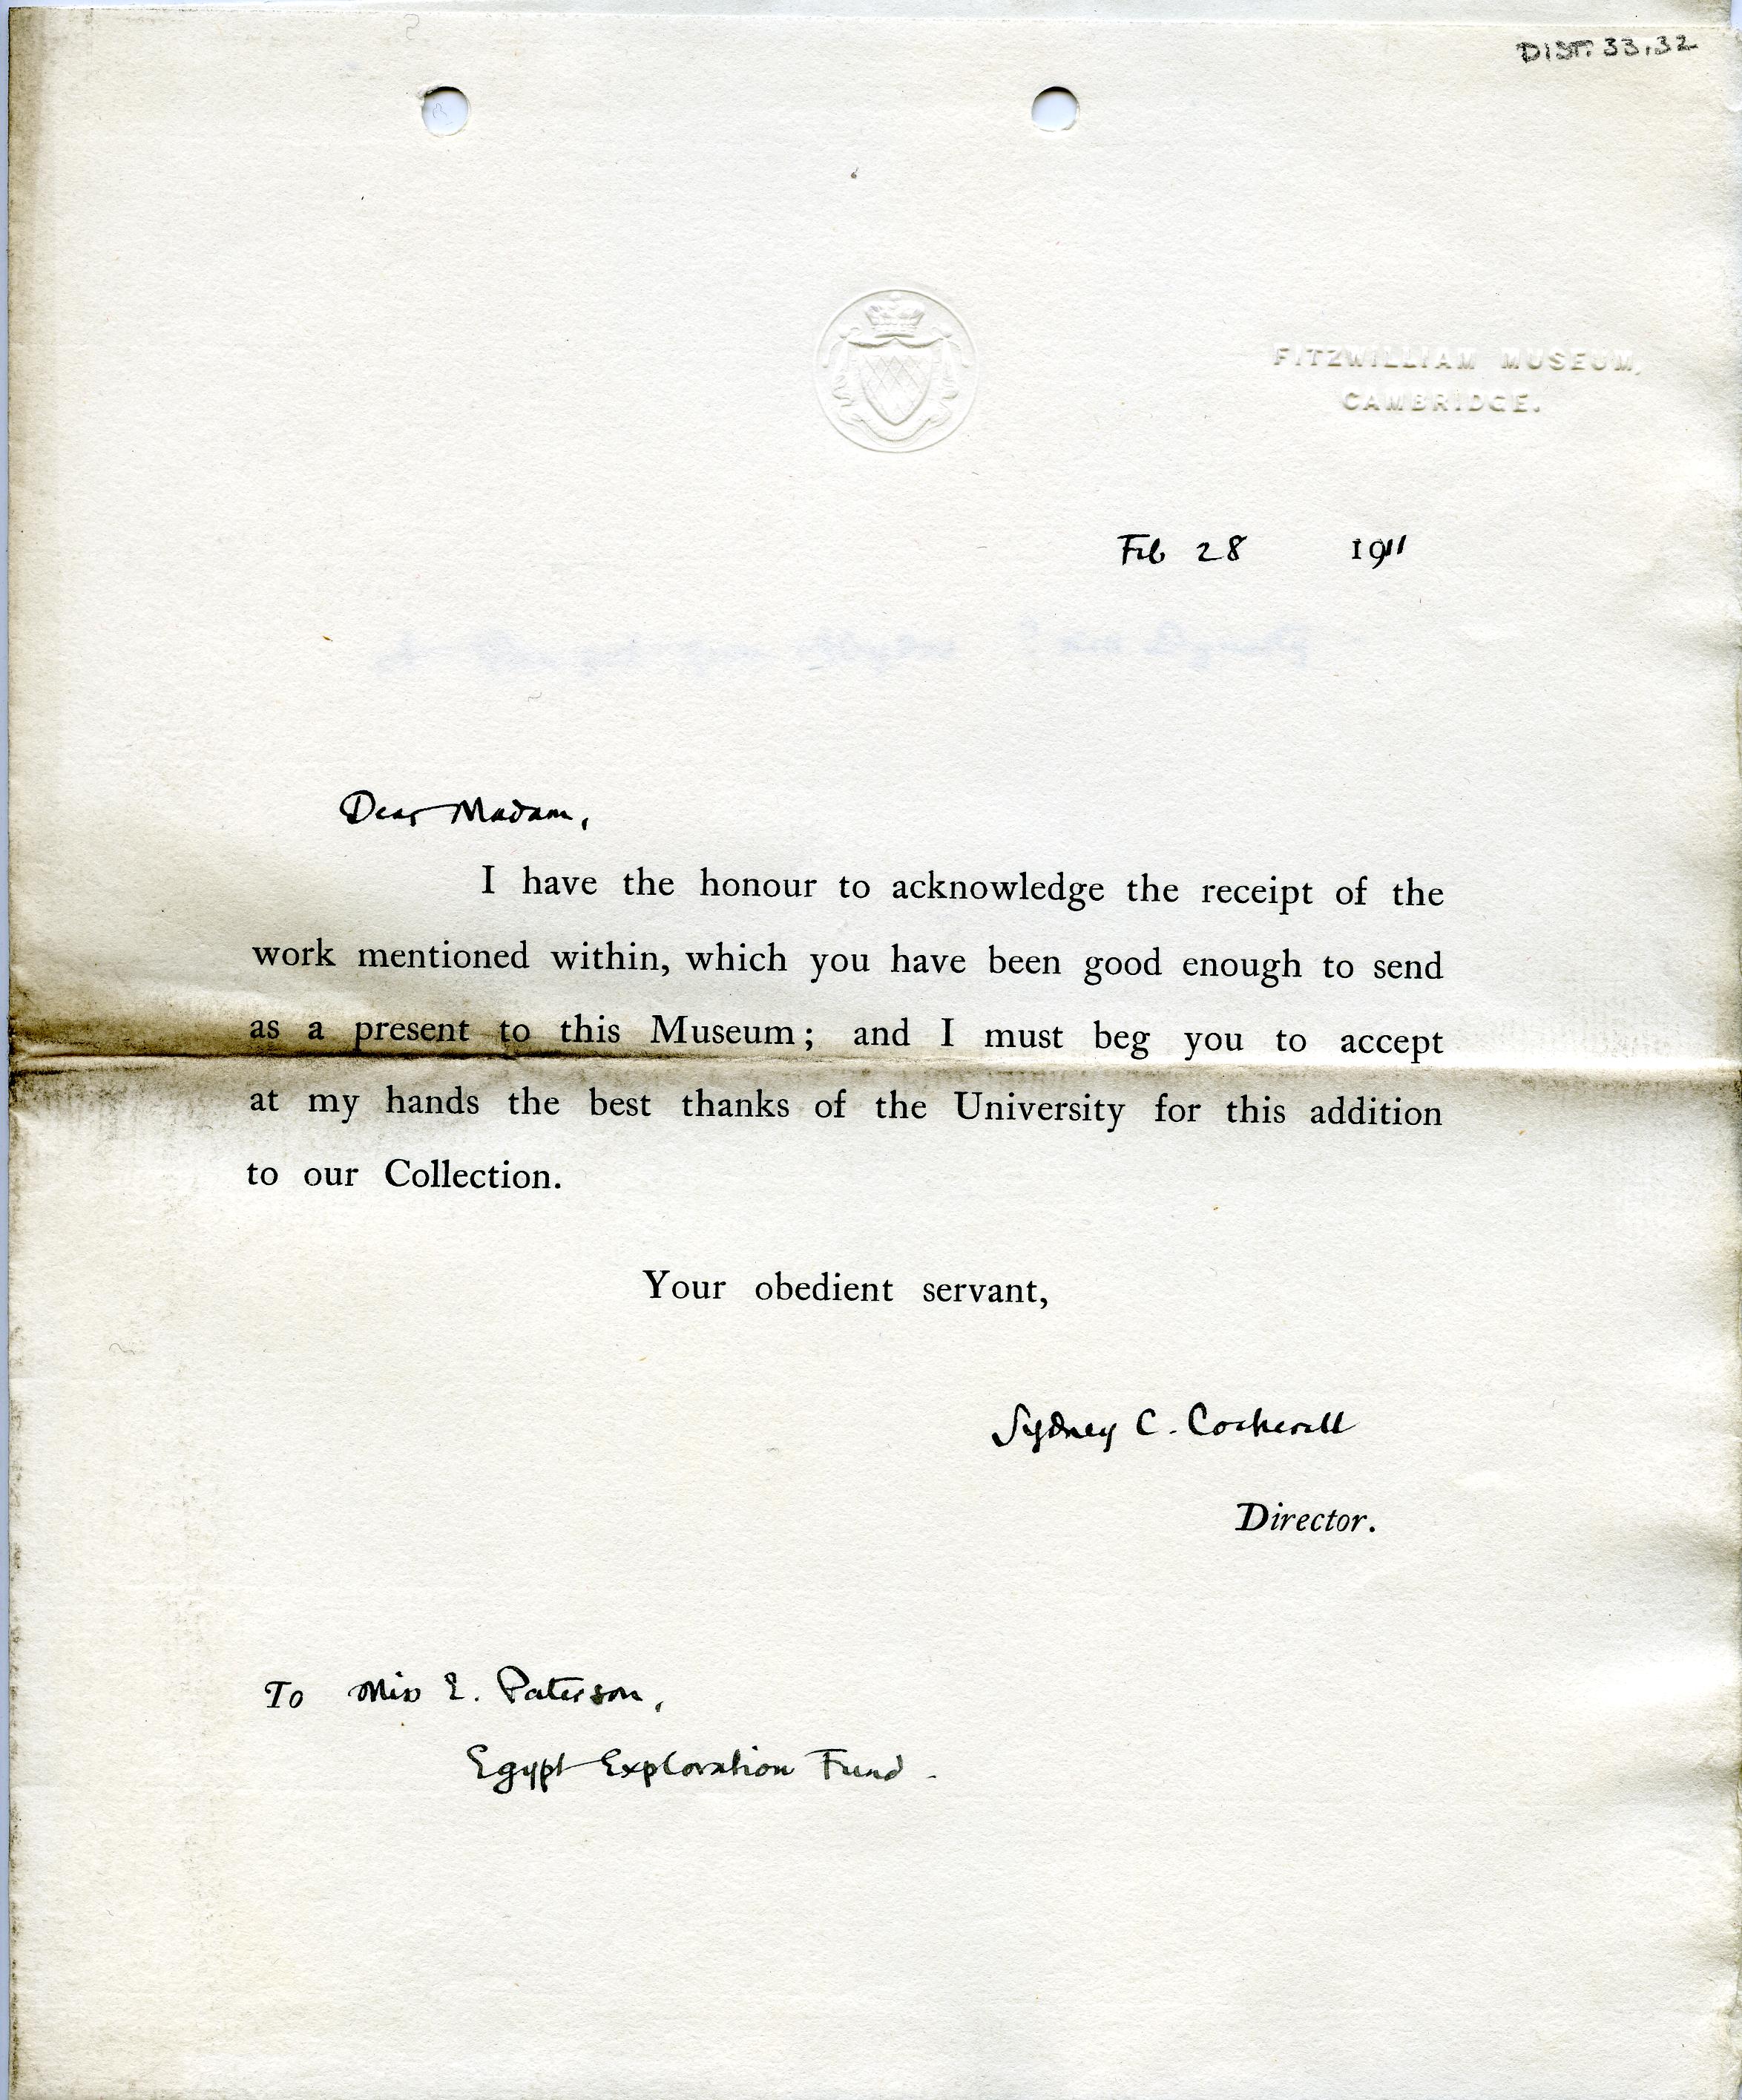 DIST. 33.32
FITZWILLIAM MUSEUM,
CAMBRIDGE.
Feb 28 1911
Dear Madam,
I have the honour to acknowledge the receipt of the
work mentioned within, which you have been good enough to send
as a present to this Museum; and I must beg you to accept
at my hands the best thanks of the University for this addition
to our Collection.
Your obedient servant,
Sydney C. Cockerell
Director.
To Miss E. Paterson,
Egypt Exploration Fund.